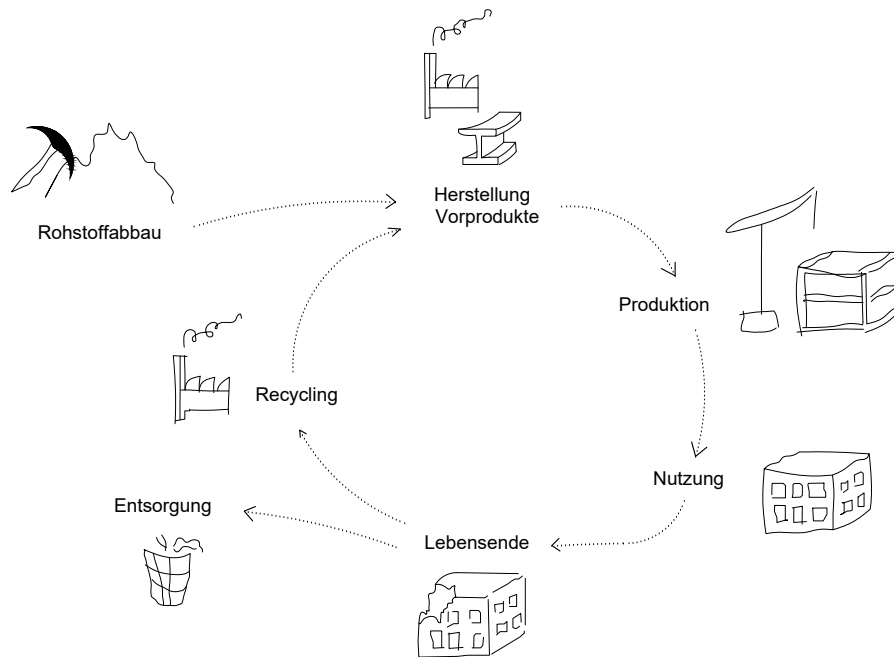 Herstellung
Vorprodukte
Rohstoffabbau
Produktion
Recycling
Nutzung
Entsorgung
Lebensende